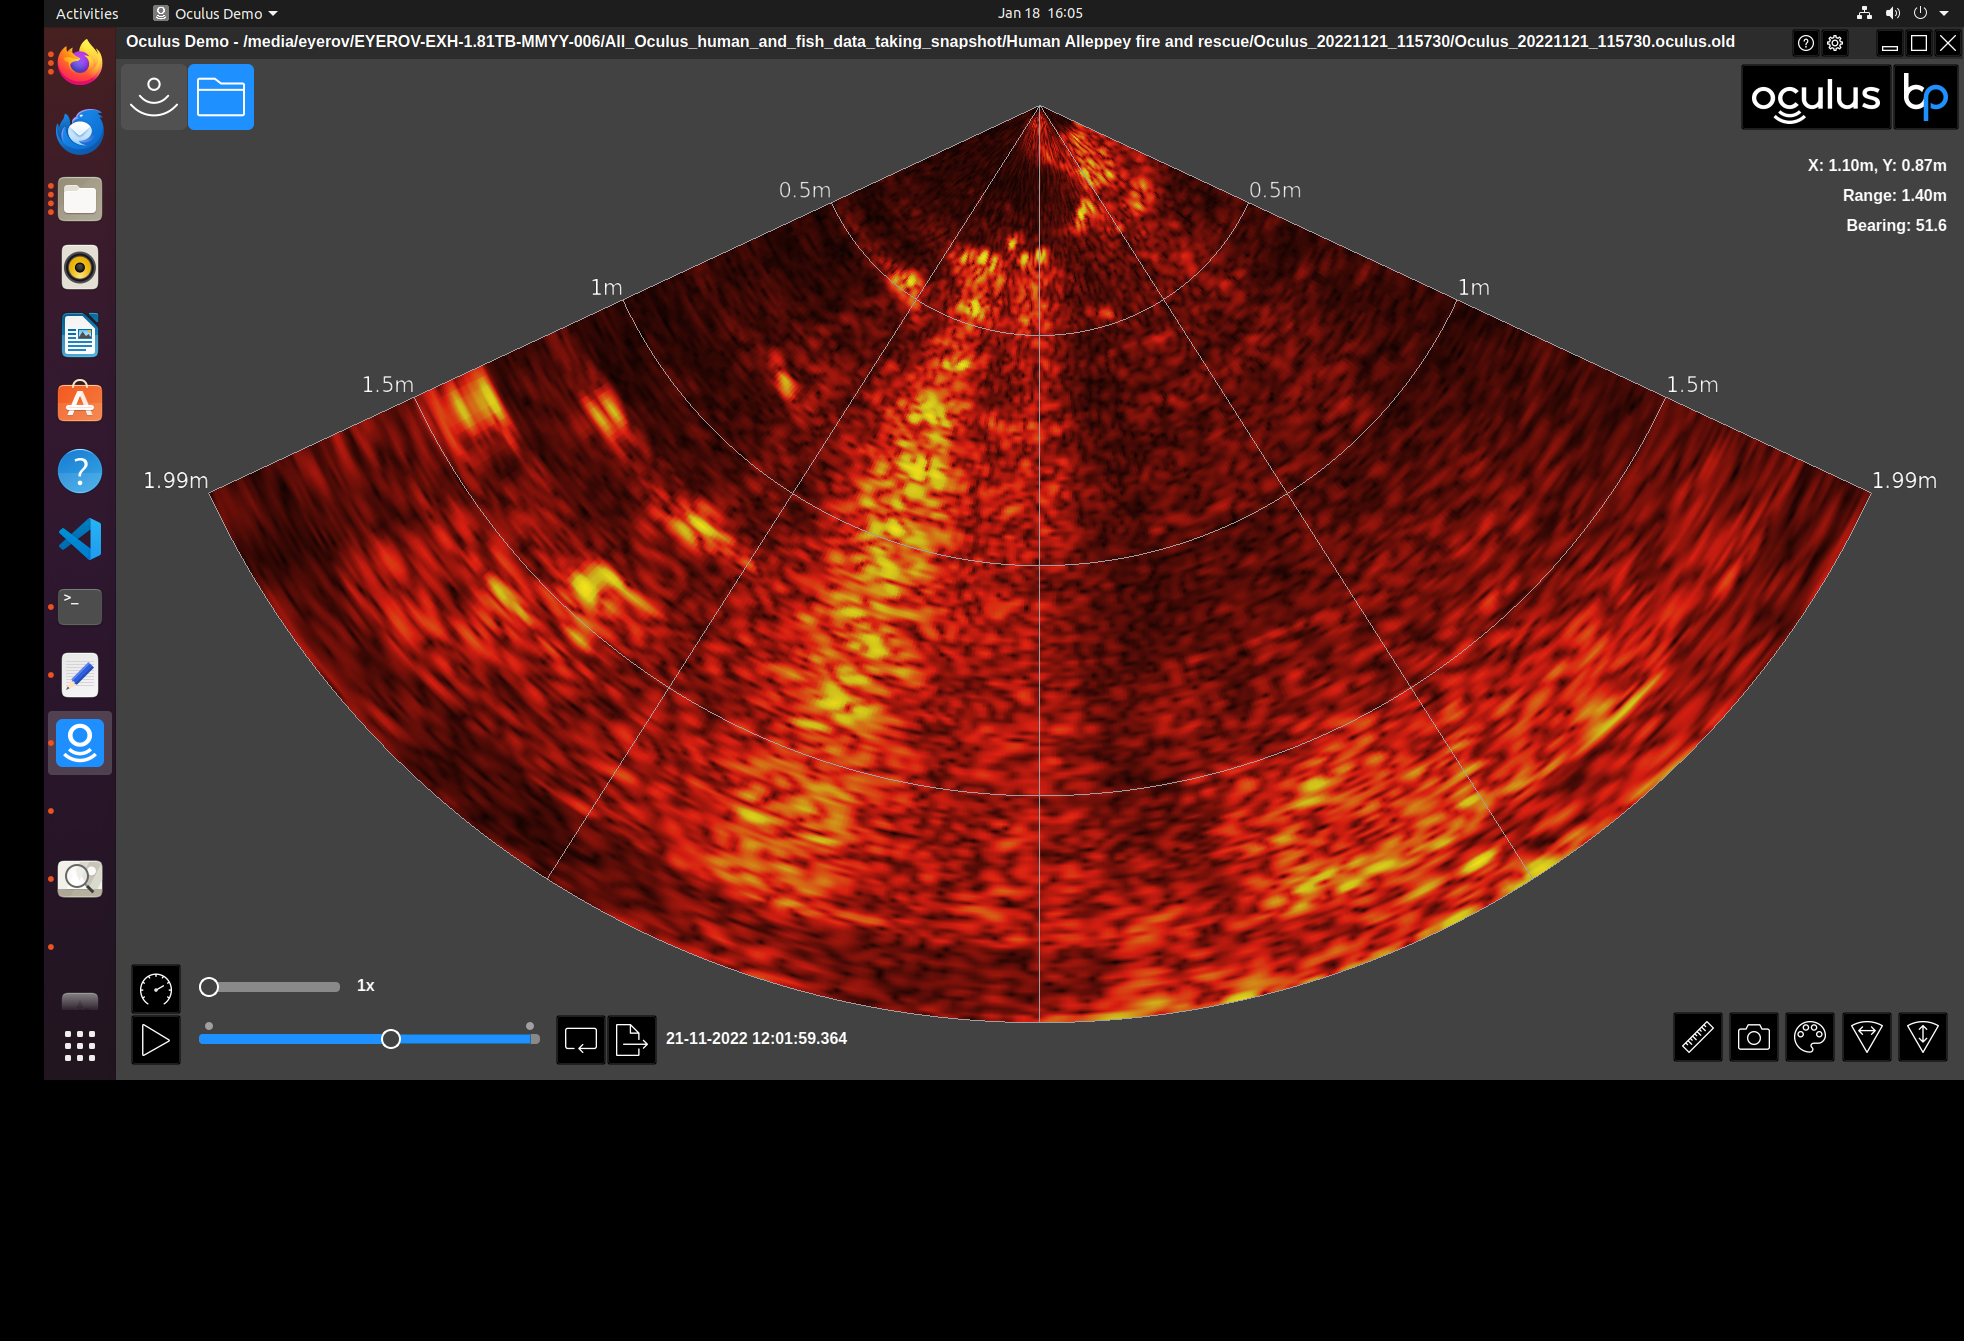 Activities
Oculus Demo
Jan 18 16:05
Oculus Demo - /media/eyerov/EYEROV-EXH-1.81TB-MMYY-006/All_Oculus_human_and_fish_data_taking_snapshot/Human Alleppey fire and rescue/Oculus_20221121_115730/Oculus_20221121_115730.oculus.old
oculus bp
X: 1.10m, Y: 0.87m
Range: 1.40m
Bearing: 51.6
0.5m 0.5m
1m 1m
1.5m 1.5m
1.99m 1.99m
1x
21-11-2022 12:01:59.364